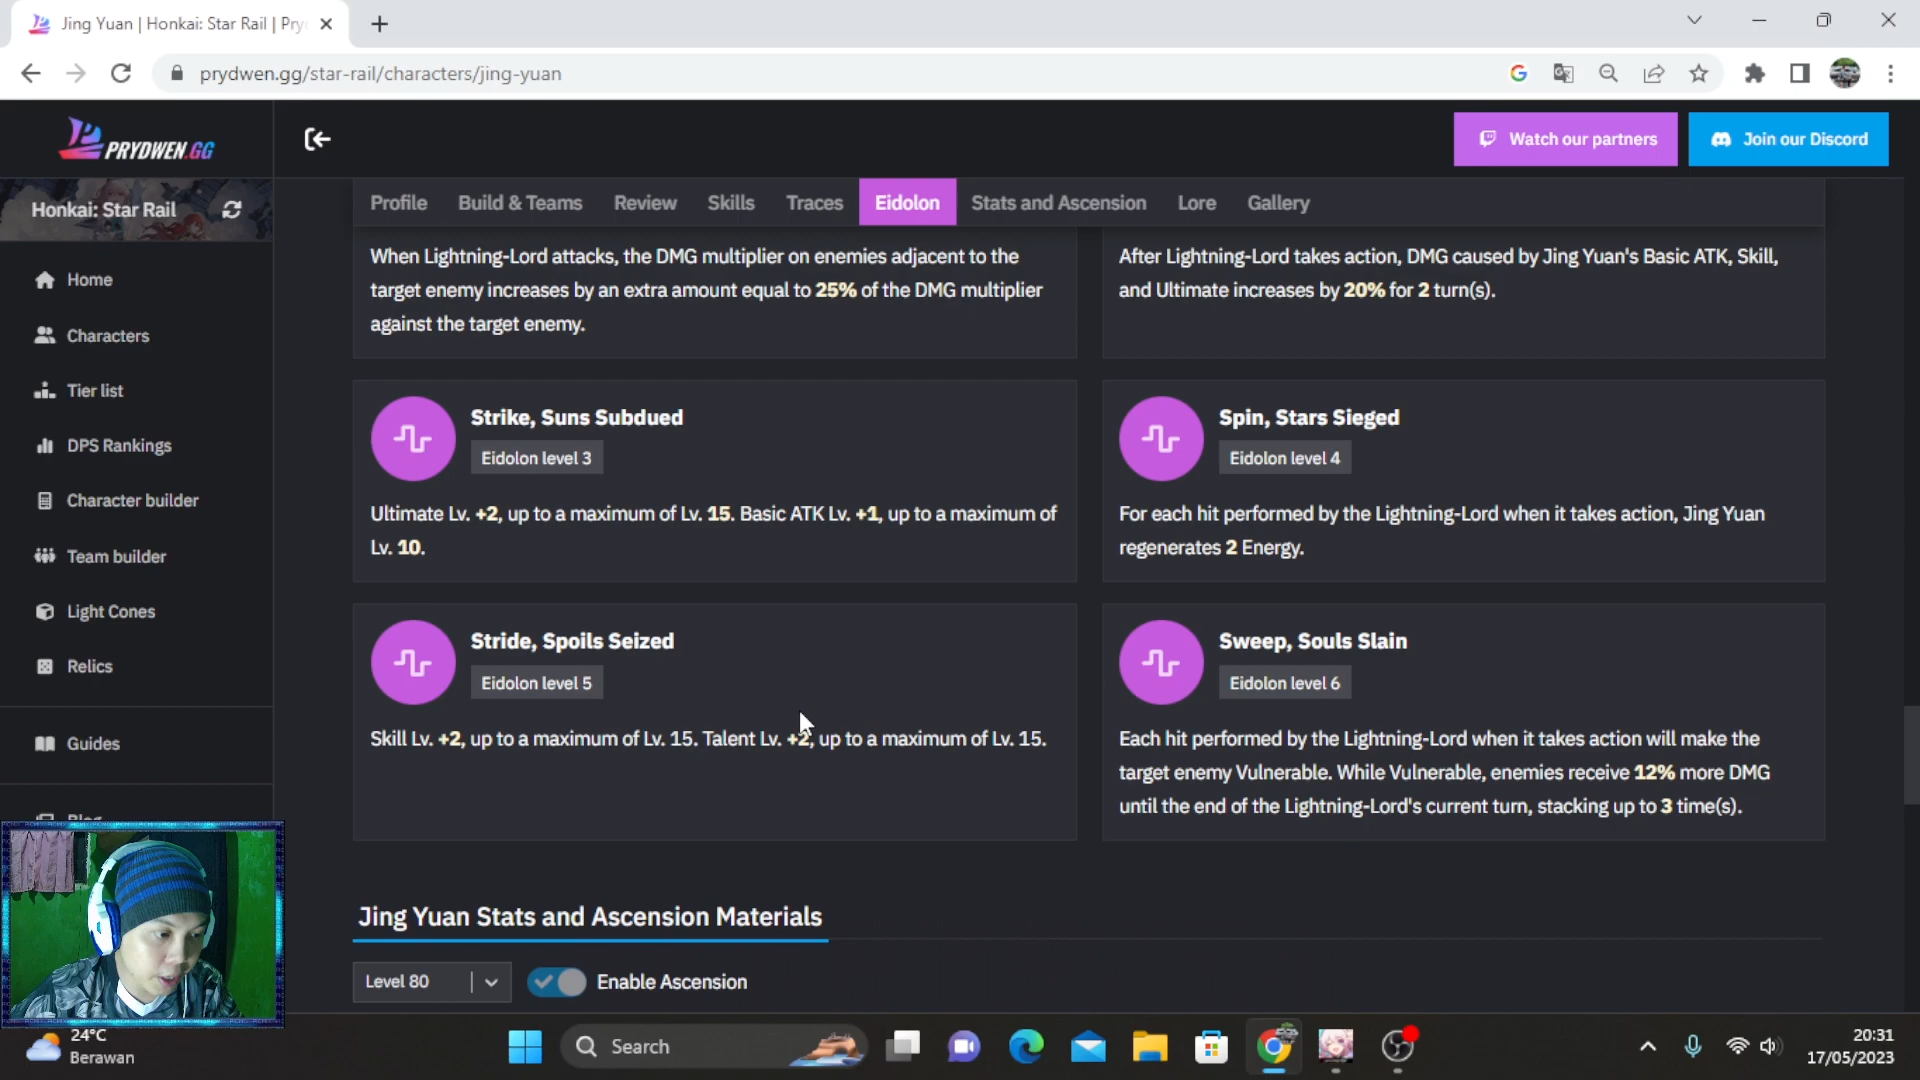 Jing Yuan | Honkai: Star Rail | Pry
prydwen.gg/star-rail/characters/jing-yuan
PRYDWEN.GG
Watch our partners
Join our Discord
Honkai: Star Rail
Profile
Build & Teams
Review
Skills
Traces
Eidolon
Stats and Ascension
Lore
Gallery
Home
Characters
Tier list
DPS Rankings
Character builder
Team builder
Light Cones
Relics
Guides
Blog
When Lightning-Lord attacks, the DMG multiplier on enemies adjacent to the
target enemy increases by an extra amount equal to 25% of the DMG multiplier
against the target enemy.
After Lightning-Lord takes action, DMG caused by Jing Yuan's Basic ATK, Skill,
and Ultimate increases by 20% for 2 turn(s).
Strike, Suns Subdued
Eidolon level 3
Ultimate Lv. +2, up to a maximum of Lv. 15. Basic ATK Lv. +1, up to a maximum of
Lv. 10.
Spin, Stars Sieged
Eidolon level 4
For each hit performed by the Lightning-Lord when it takes action, Jing Yuan
regenerates 2 Energy.
Stride, Spoils Seized
Eidolon level 5
Skill Lv. +2, up to a maximum of Lv. 15. Talent Lv. +2, up to a maximum of Lv. 15.
Sweep, Souls Slain
Eidolon level 6
Each hit performed by the Lightning-Lord when it takes action will make the
target enemy Vulnerable. While Vulnerable, enemies receive 12% more DMG
until the end of the Lightning-Lord's current turn, stacking up to 3 time(s).
Jing Yuan Stats and Ascension Materials
Level 80
Enable Ascension
24°C
Berawan
Search
20:31
17/05/2023